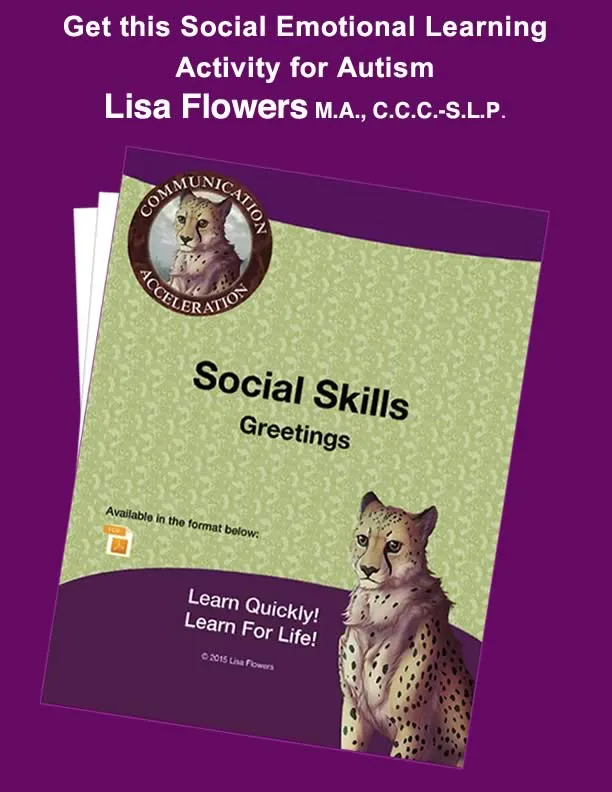 Get this Social Emotional Learning
Activity for Autism
Lisa Flowers M.A., C.C.C.-S.L.P.
COMMUNICATION
ACCELERATION
Social Skills
Greetings
Available in the format below:
PDF
Learn Quickly!
Learn For Life!
© 2015 Lisa Flowers